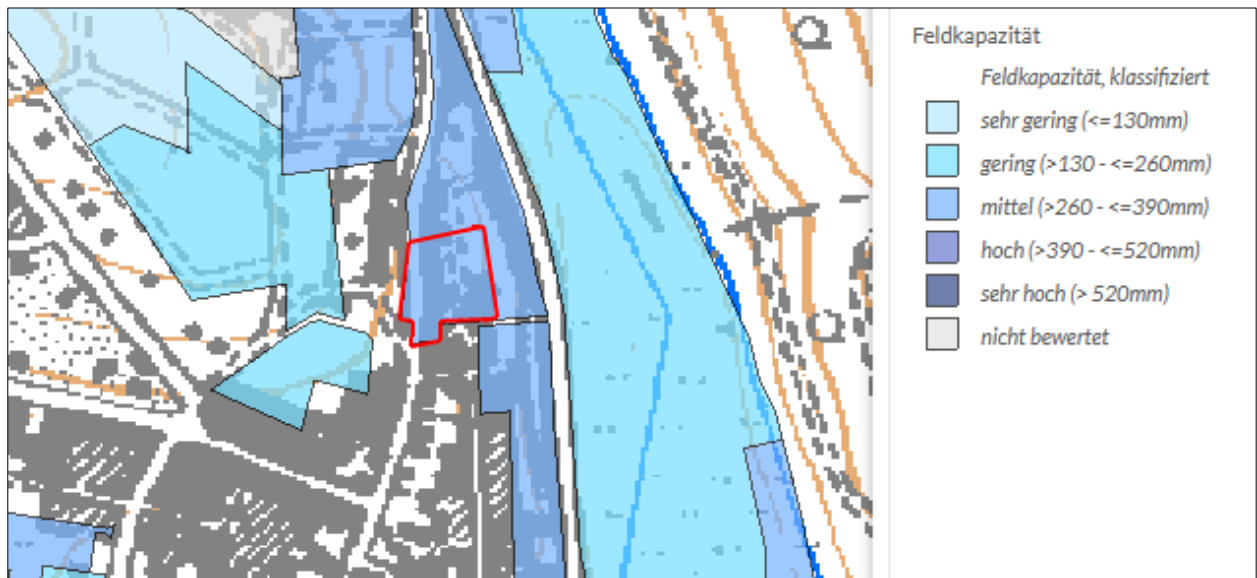 Feldkapazität
Feldkapazität, klassifiziert
sehr gering (<=130mm)
gering (>130 - <=260mm)
mittel (>260 - <=390mm)
hoch (>390 - <=520mm)
sehr hoch (> 520mm)
nicht bewertet